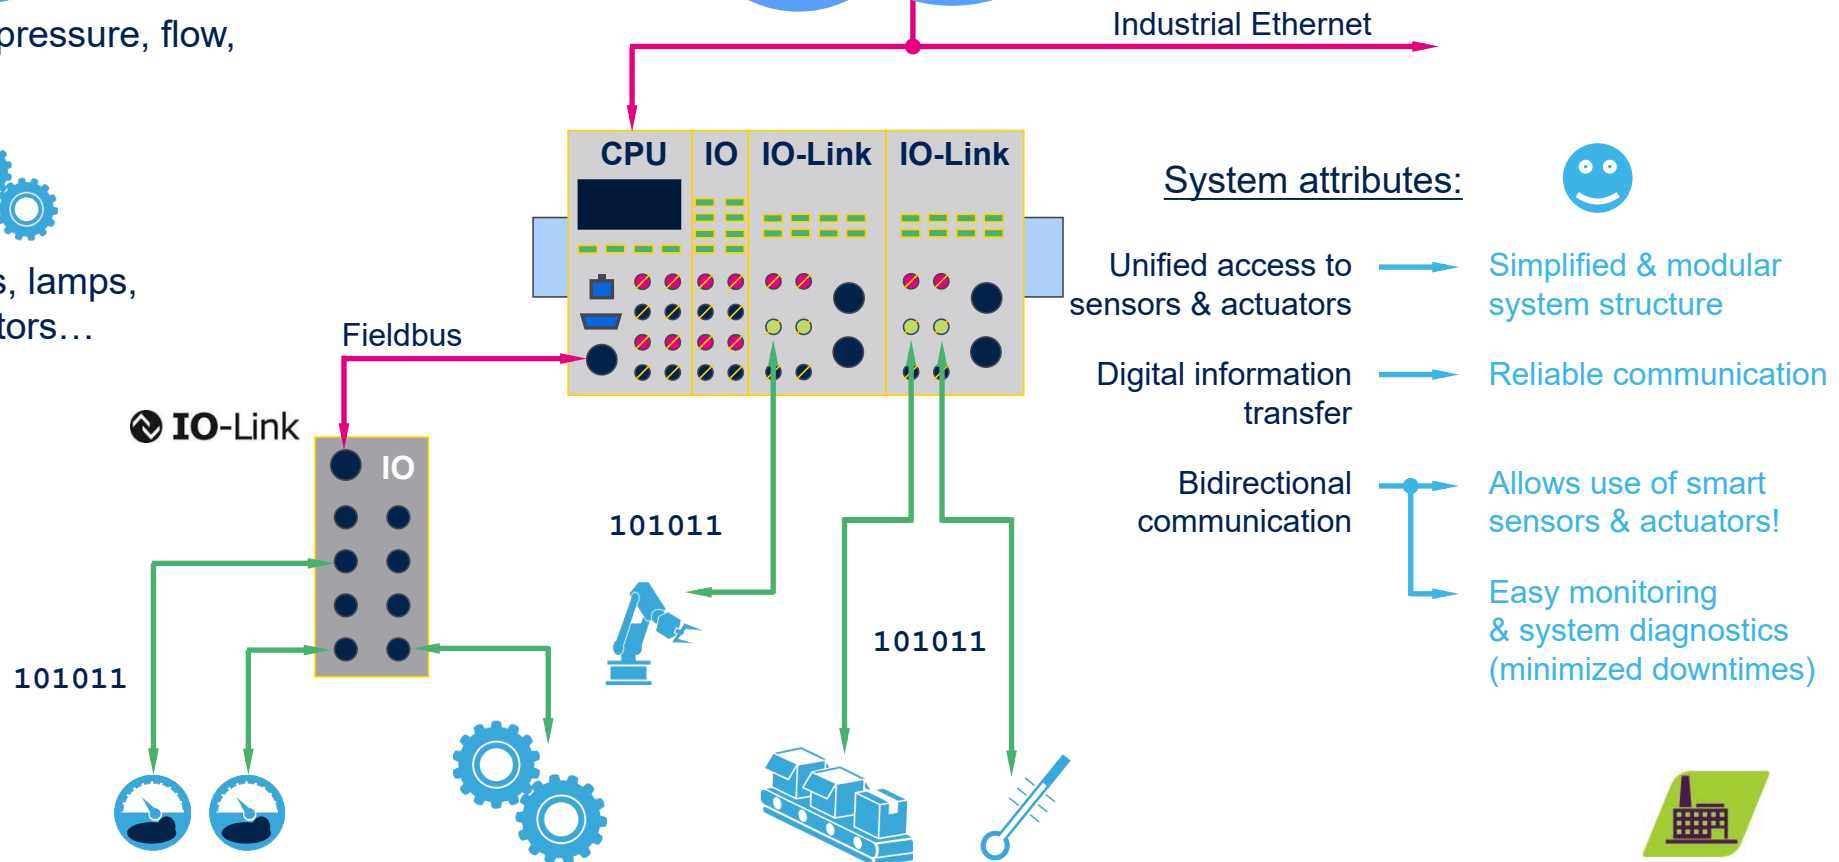 pressure, flow,
Industrial Ethernet
CPU IO IO-Link IO-Link
System attributes:
lamps,
Fieldbus
IO-Link
IO
101011
101011
101011
Unified access to
sensors & actuators
Simplified & modular
system structure
Digital information
transfer
Reliable communication
Bidirectional
communication
Allows use of smart
sensors & actuators!
Easy monitoring
& system diagnostics
(minimized downtimes)